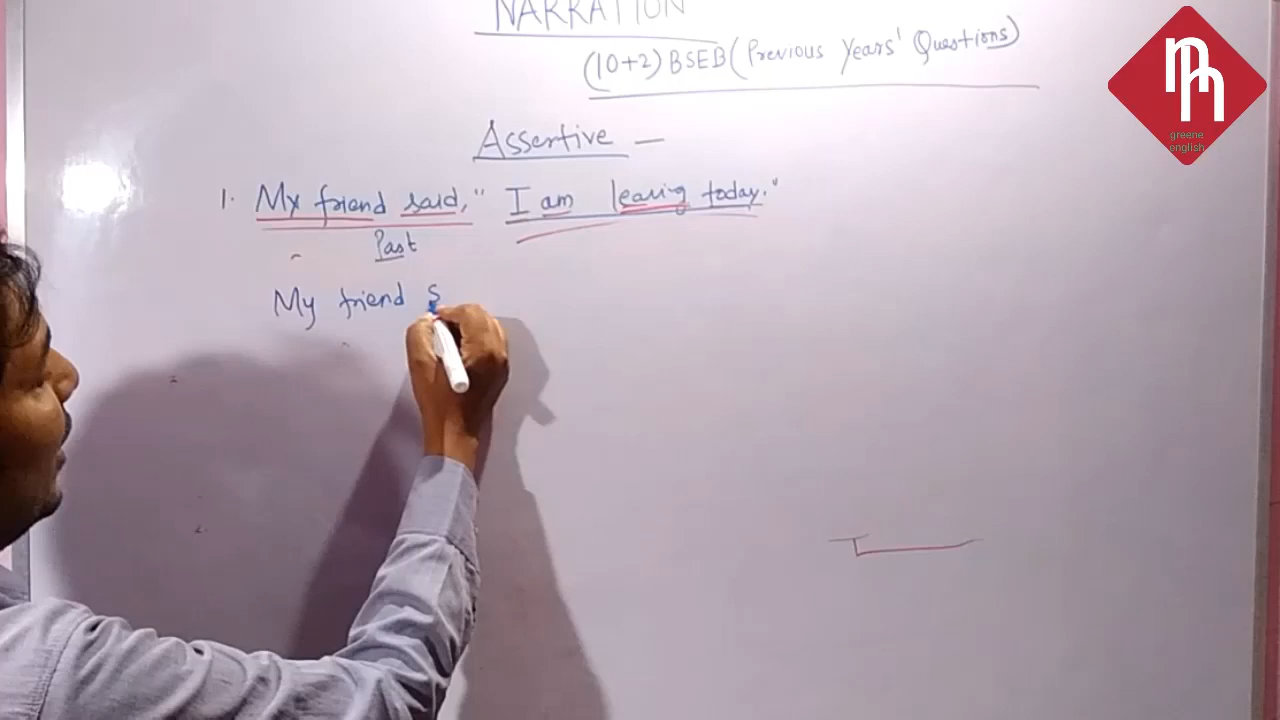 NARRATION
(10+2) BSEB (Previous Years' Questions)
Assertive —
1. My friend said, " I am leaving today."
Past
My friend s
greene
english